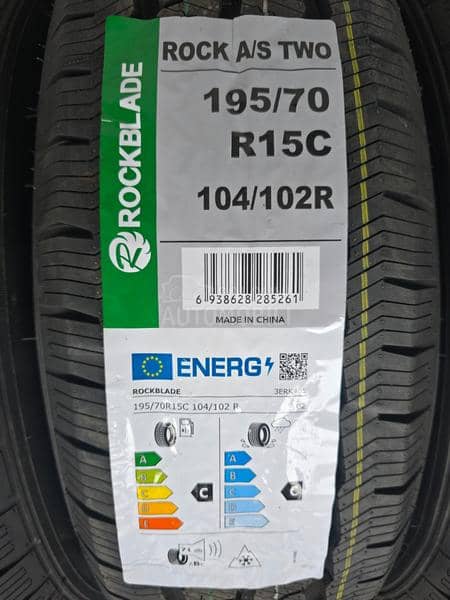 ROCKBLADE
ROCK A/S TWO
195/70
R15C
104/102R
6 938628 285261
MADE IN CHINA
ENERG
ROCKBLADE
195/70R15C 104/102 R
A
B
C
D
E
C
A
B
C
D
E
C